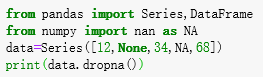 from pandas import Series,DataFrame
from numpy import nan as NA
data=Series([12,None,34,NA,68])
print(data.dropna())